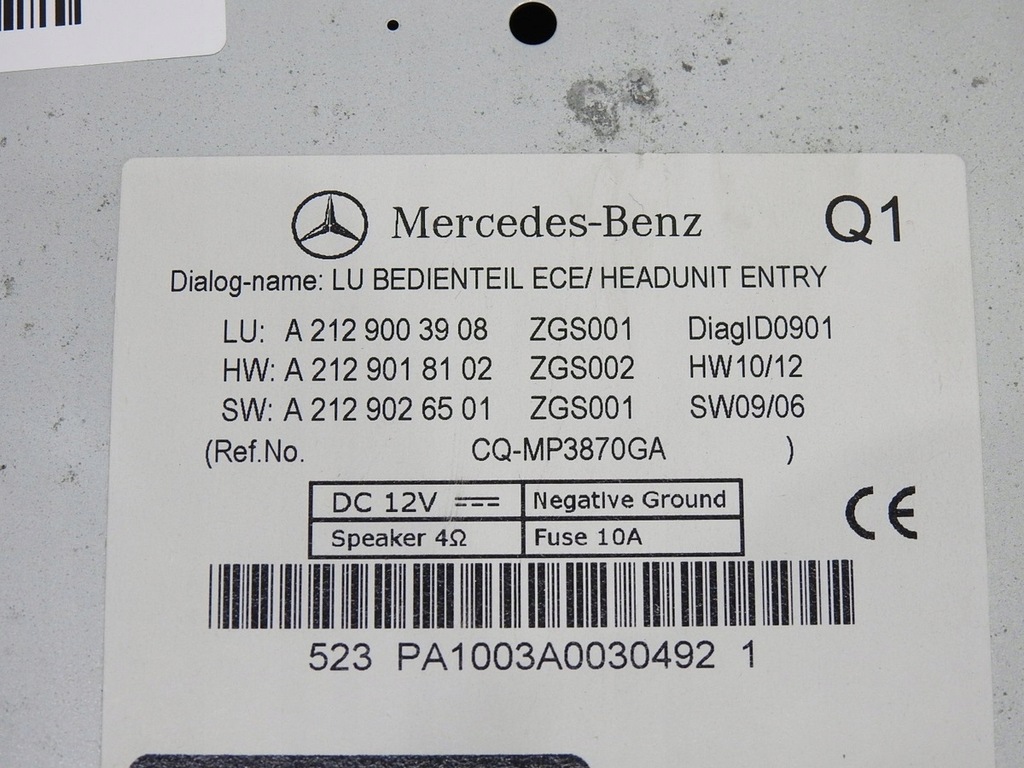 Mercedes-Benz Q1
Dialog-name: LU BEDIENTEIL ECE/ HEADUNIT ENTRY
LU: A 212 900 39 08 ZGS001 DiagID0901
HW: A 212 901 81 02 ZGS002 HW10/12
SW: A 212 902 65 01 ZGS001 SW09/06
(Ref.No. CQ-MP3870GA )
DC 12V ⎓ Negative Ground
Speaker 4Ω Fuse 10A
CE
523 PA1003A0030492 1